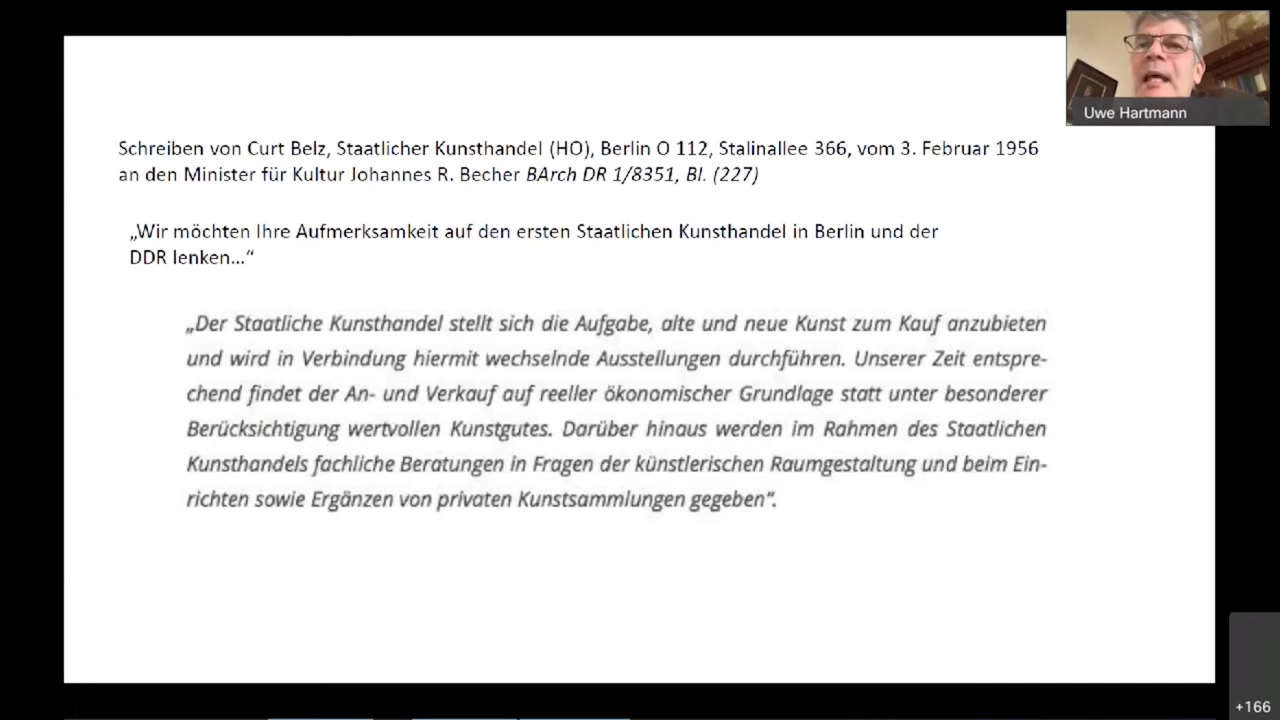 Uwe Hartmann
Schreiben von Curt Belz, Staatlicher Kunsthandel (HO), Berlin O 112, Stalinallee 366, vom 3. Februar 1956
an den Minister für Kultur Johannes R. Becher BArch DR 1/8351, Bl. (227)
„Wir möchten Ihre Aufmerksamkeit auf den ersten Staatlichen Kunsthandel in Berlin und der
DDR lenken…“
„Der Staatliche Kunsthandel stellt sich die Aufgabe, alte und neue Kunst zum Kauf anzubieten
und wird in Verbindung hiermit wechselnde Ausstellungen durchführen. Unserer Zeit entspre-
chend findet der An- und Verkauf auf reeller ökonomischer Grundlage statt unter besonderer
Berücksichtigung wertvollen Kunstgutes. Darüber hinaus werden im Rahmen des Staatlichen
Kunsthandels fachliche Beratungen in Fragen der künstlerischen Raumgestaltung und beim Ein-
richten sowie Ergänzen von privaten Kunstsammlungen gegeben“.
+166